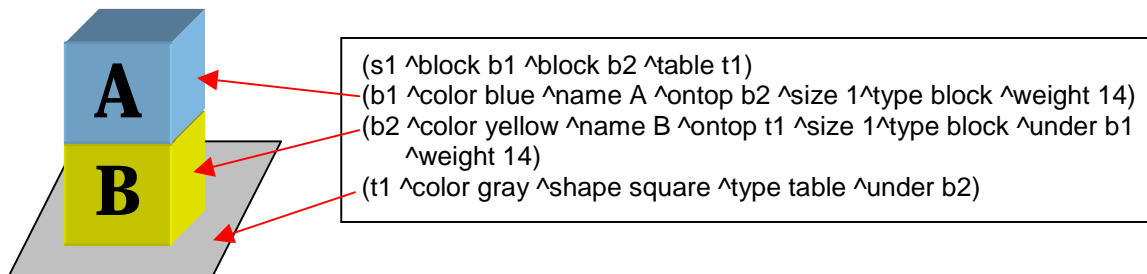 A
B
(s1 ^block b1 ^block b2 ^table t1)
(b1 ^color blue ^name A ^ontop b2 ^size 1^type block ^weight 14)
(b2 ^color yellow ^name B ^ontop t1 ^size 1^type block ^under b1
^weight 14)
(t1 ^color gray ^shape square ^type table ^under b2)